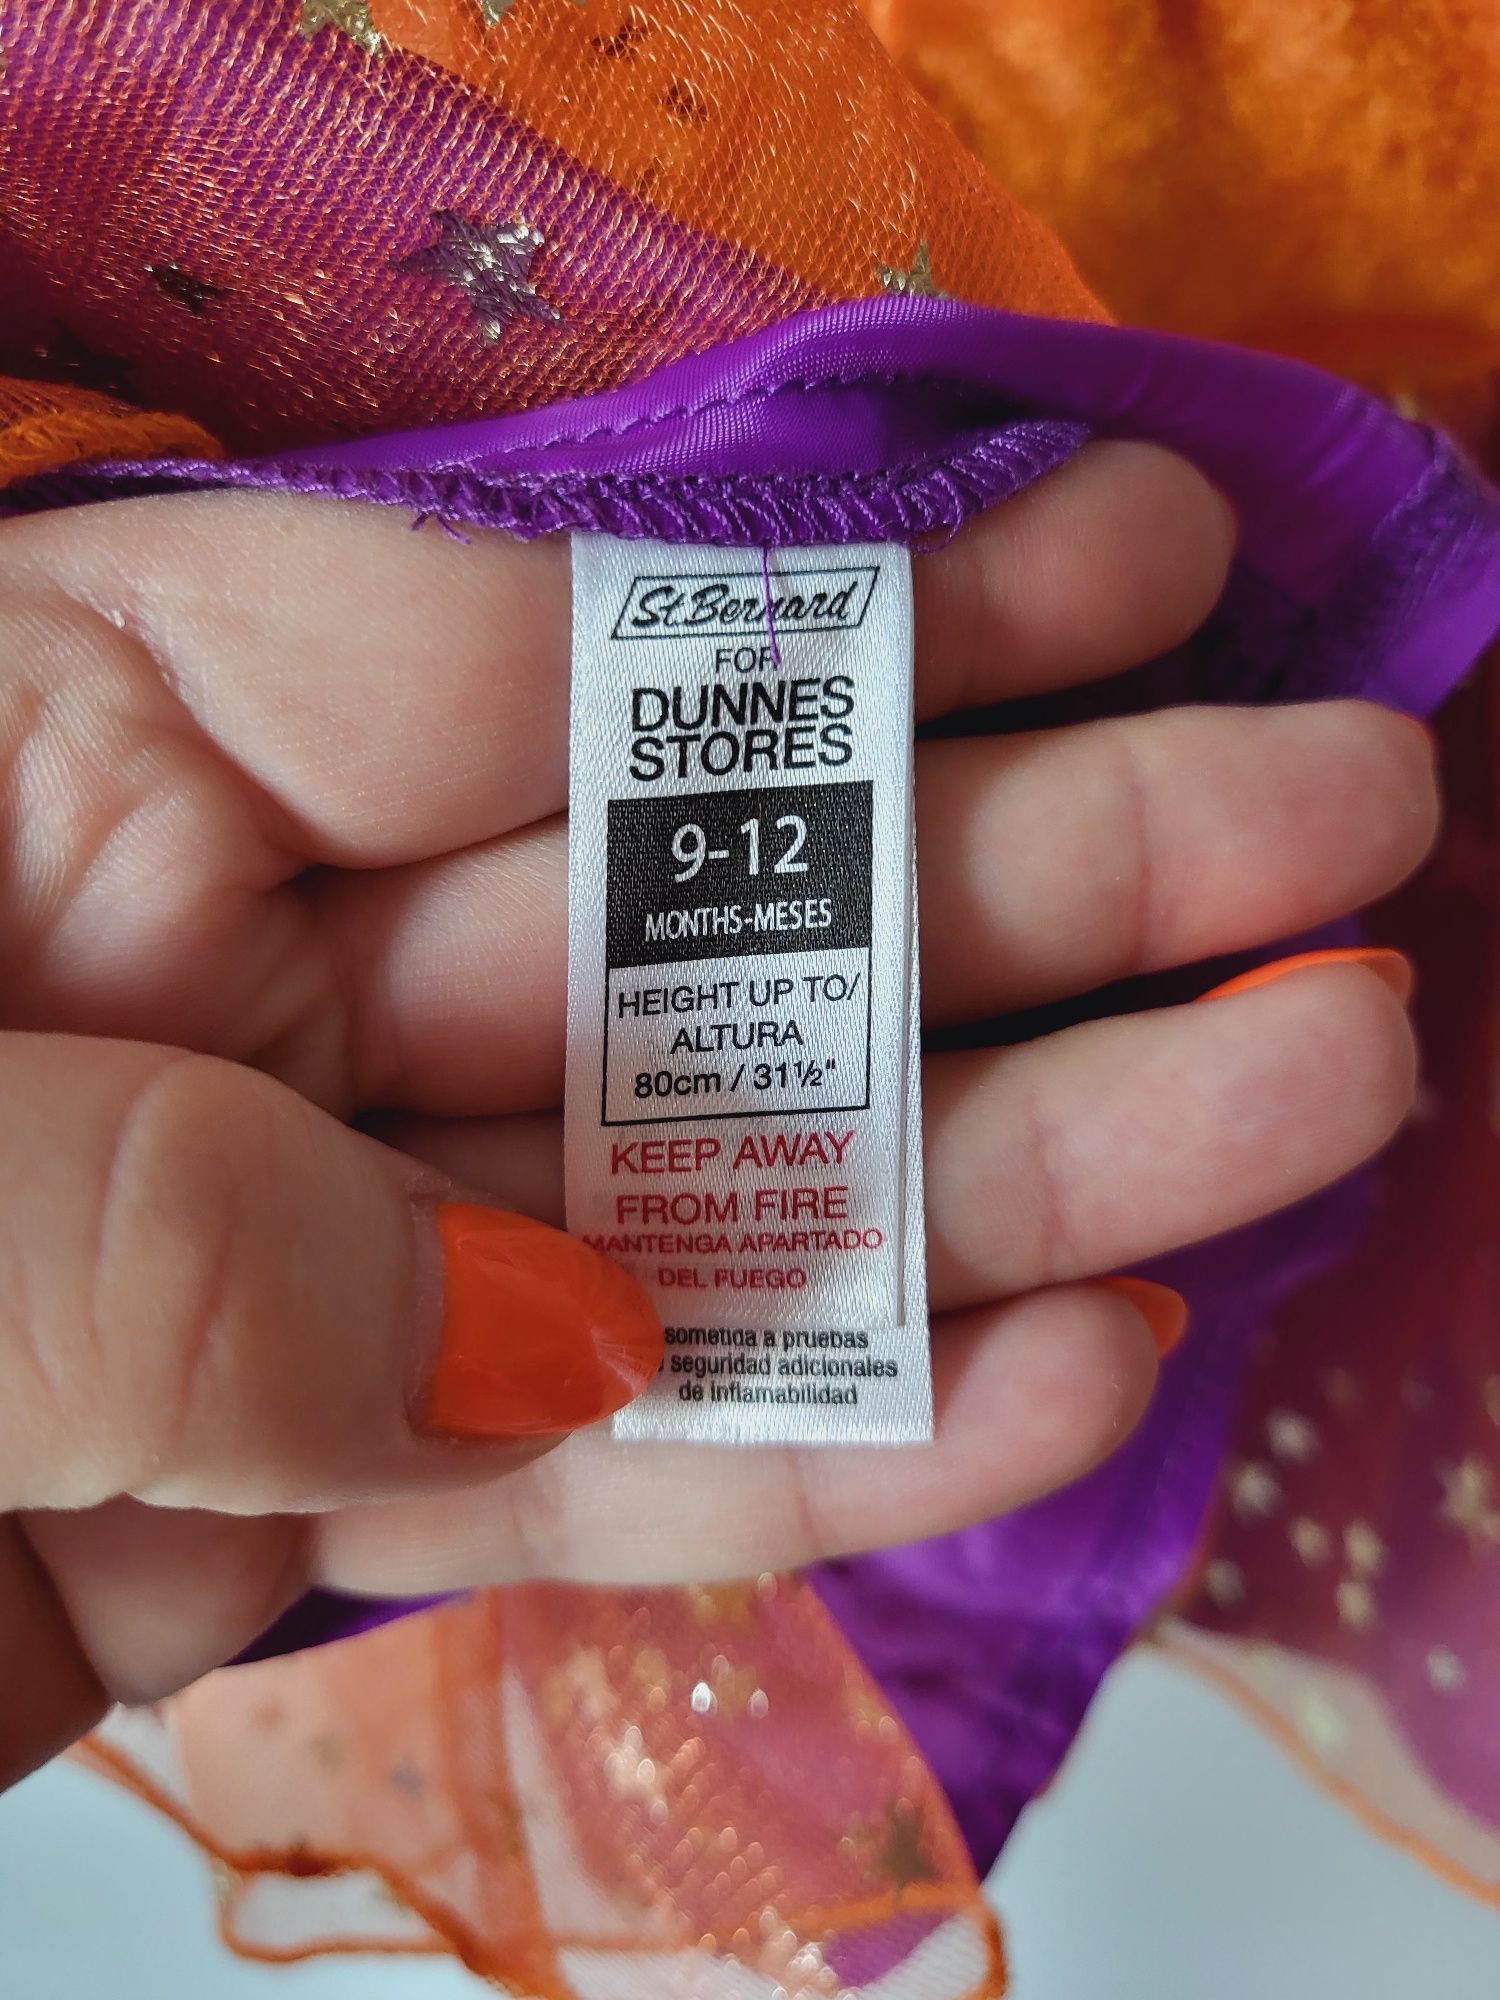 St.Bernard
FOR
DUNNES
STORES
9-12
MONTHS-MESES
HEIGHT UP TO/
ALTURA
80cm / 31½"
KEEP AWAY
FROM FIRE
MANTENGA APARTADO
DEL FUEGO
sometida a pruebas
seguridad adicionales
de inflamabilidad